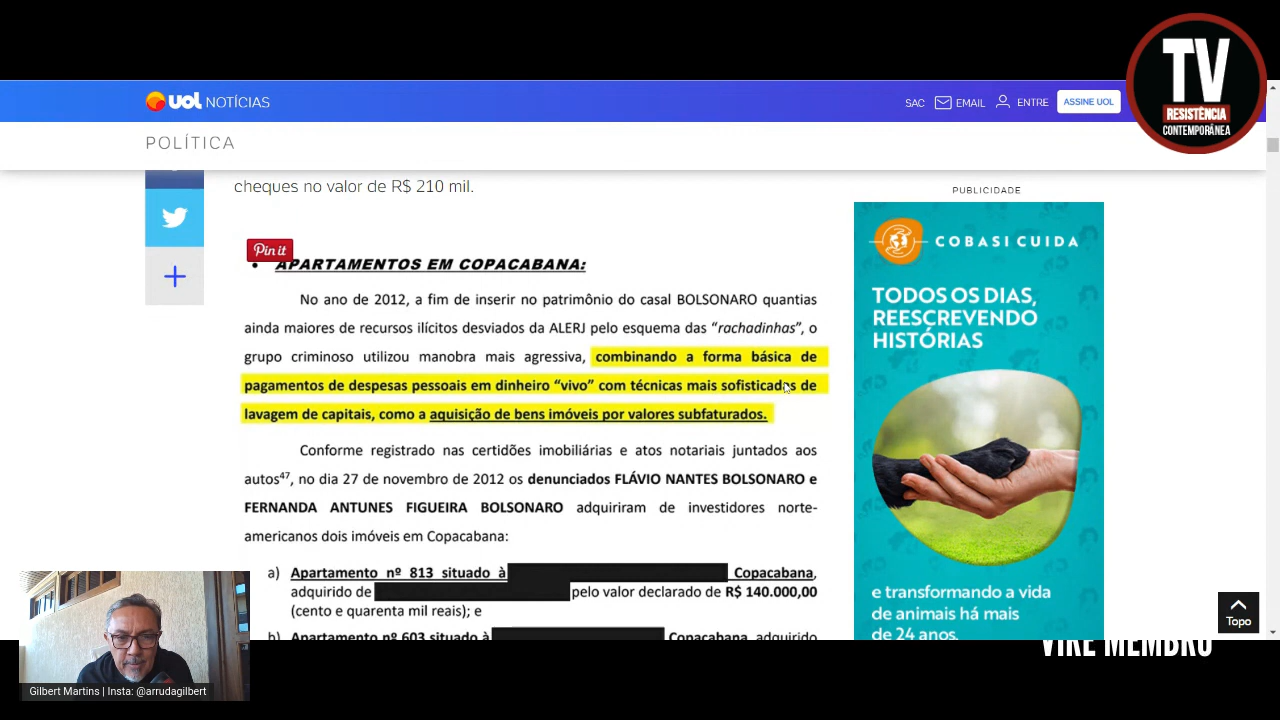 TV
RESISTÊNCIA
CONTEMPORÂNEA
uol NOTÍCIAS
SAC
EMAIL
ENTRE
ASSINE UOL
POLÍTICA
cheques no valor de R$ 210 mil.
Pin it
• APARTAMENTOS EM COPACABANA:
No ano de 2012, a fim de inserir no patrimônio do casal BOLSONARO quantias
ainda maiores de recursos ilícitos desviados da ALERJ pelo esquema das “rachadinhas”, o
grupo criminoso utilizou manobra mais agressiva, combinando a forma básica de
pagamentos de despesas pessoais em dinheiro “vivo” com técnicas mais sofisticadas de
lavagem de capitais, como a aquisição de bens imóveis por valores subfaturados.
Conforme registrado nas certidões imobiliárias e atos notariais juntados aos
autos47, no dia 27 de novembro de 2012 os denunciados FLÁVIO NANTES BOLSONARO e
FERNANDA ANTUNES FIGUEIRA BOLSONARO adquiriram de investidores norte-
americanos dois imóveis em Copacabana:
a) Apartamento nº 813 situado à Copacabana,
adquirido de pelo valor declarado de R$ 140.000,00
(cento e quarenta mil reais); e
b) Apartamento nº 603 situado à Copacabana, adquirido
PUBLICIDADE
COBASI CUIDA
TODOS OS DIAS,
REESCREVENDO
HISTÓRIAS
e transformando a vida
de animais há mais
de 24 anos.
Topo
VIRE MEMBRO
Gilbert Martins | Insta: @arrudagilbert